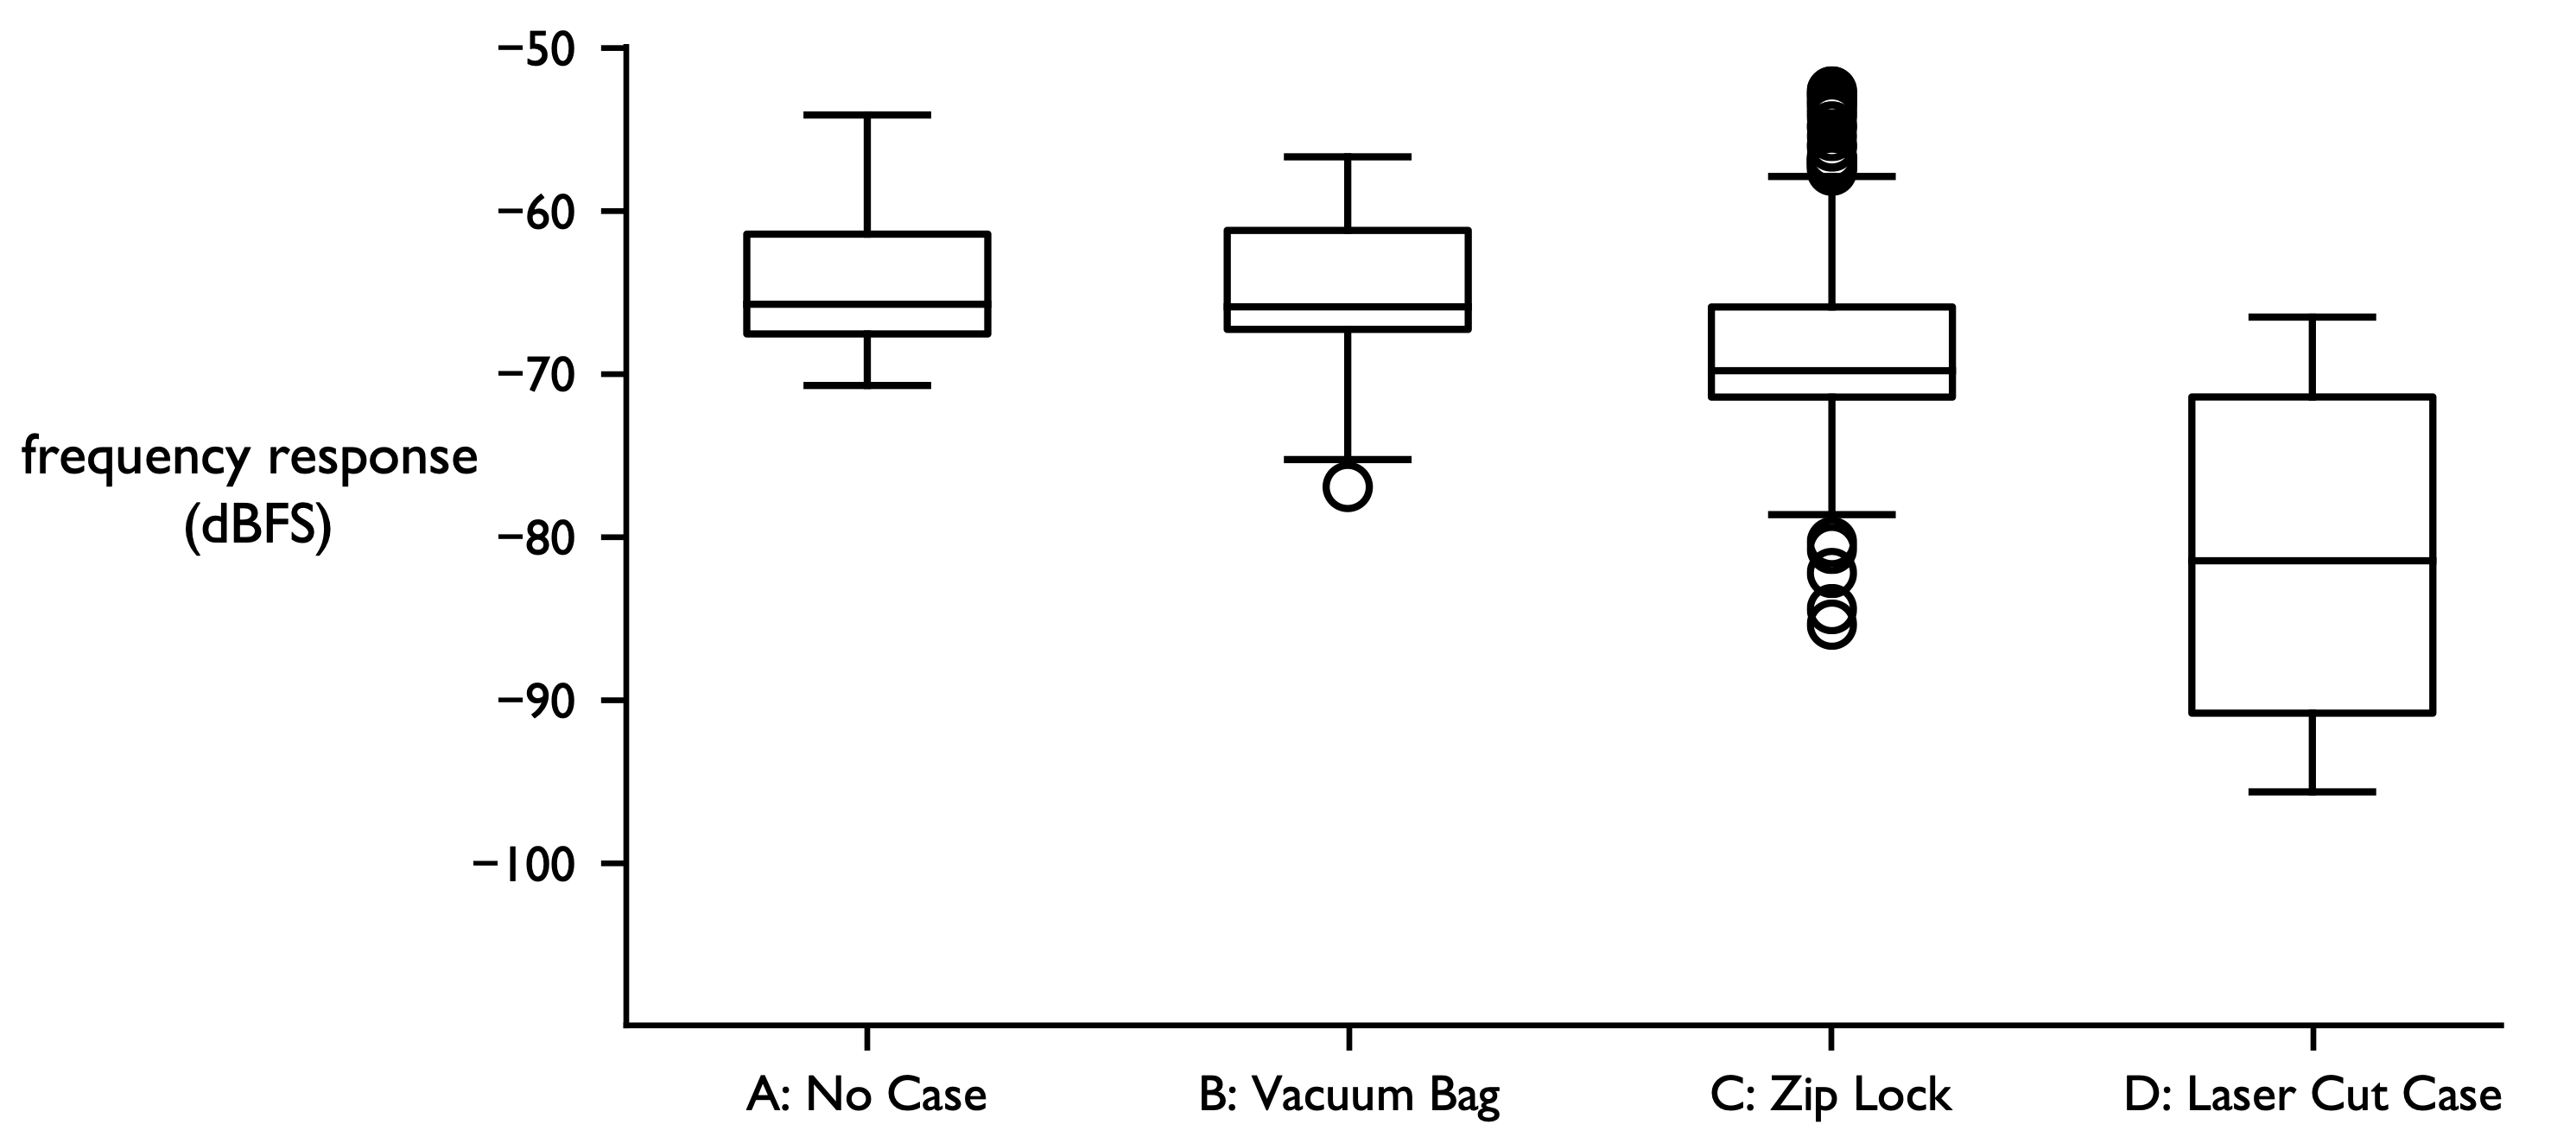 −50
−60
−70
frequency response
(dBFS)
−80
−90
−100
A: No Case
B: Vacuum Bag
C: Zip Lock
D: Laser Cut Case